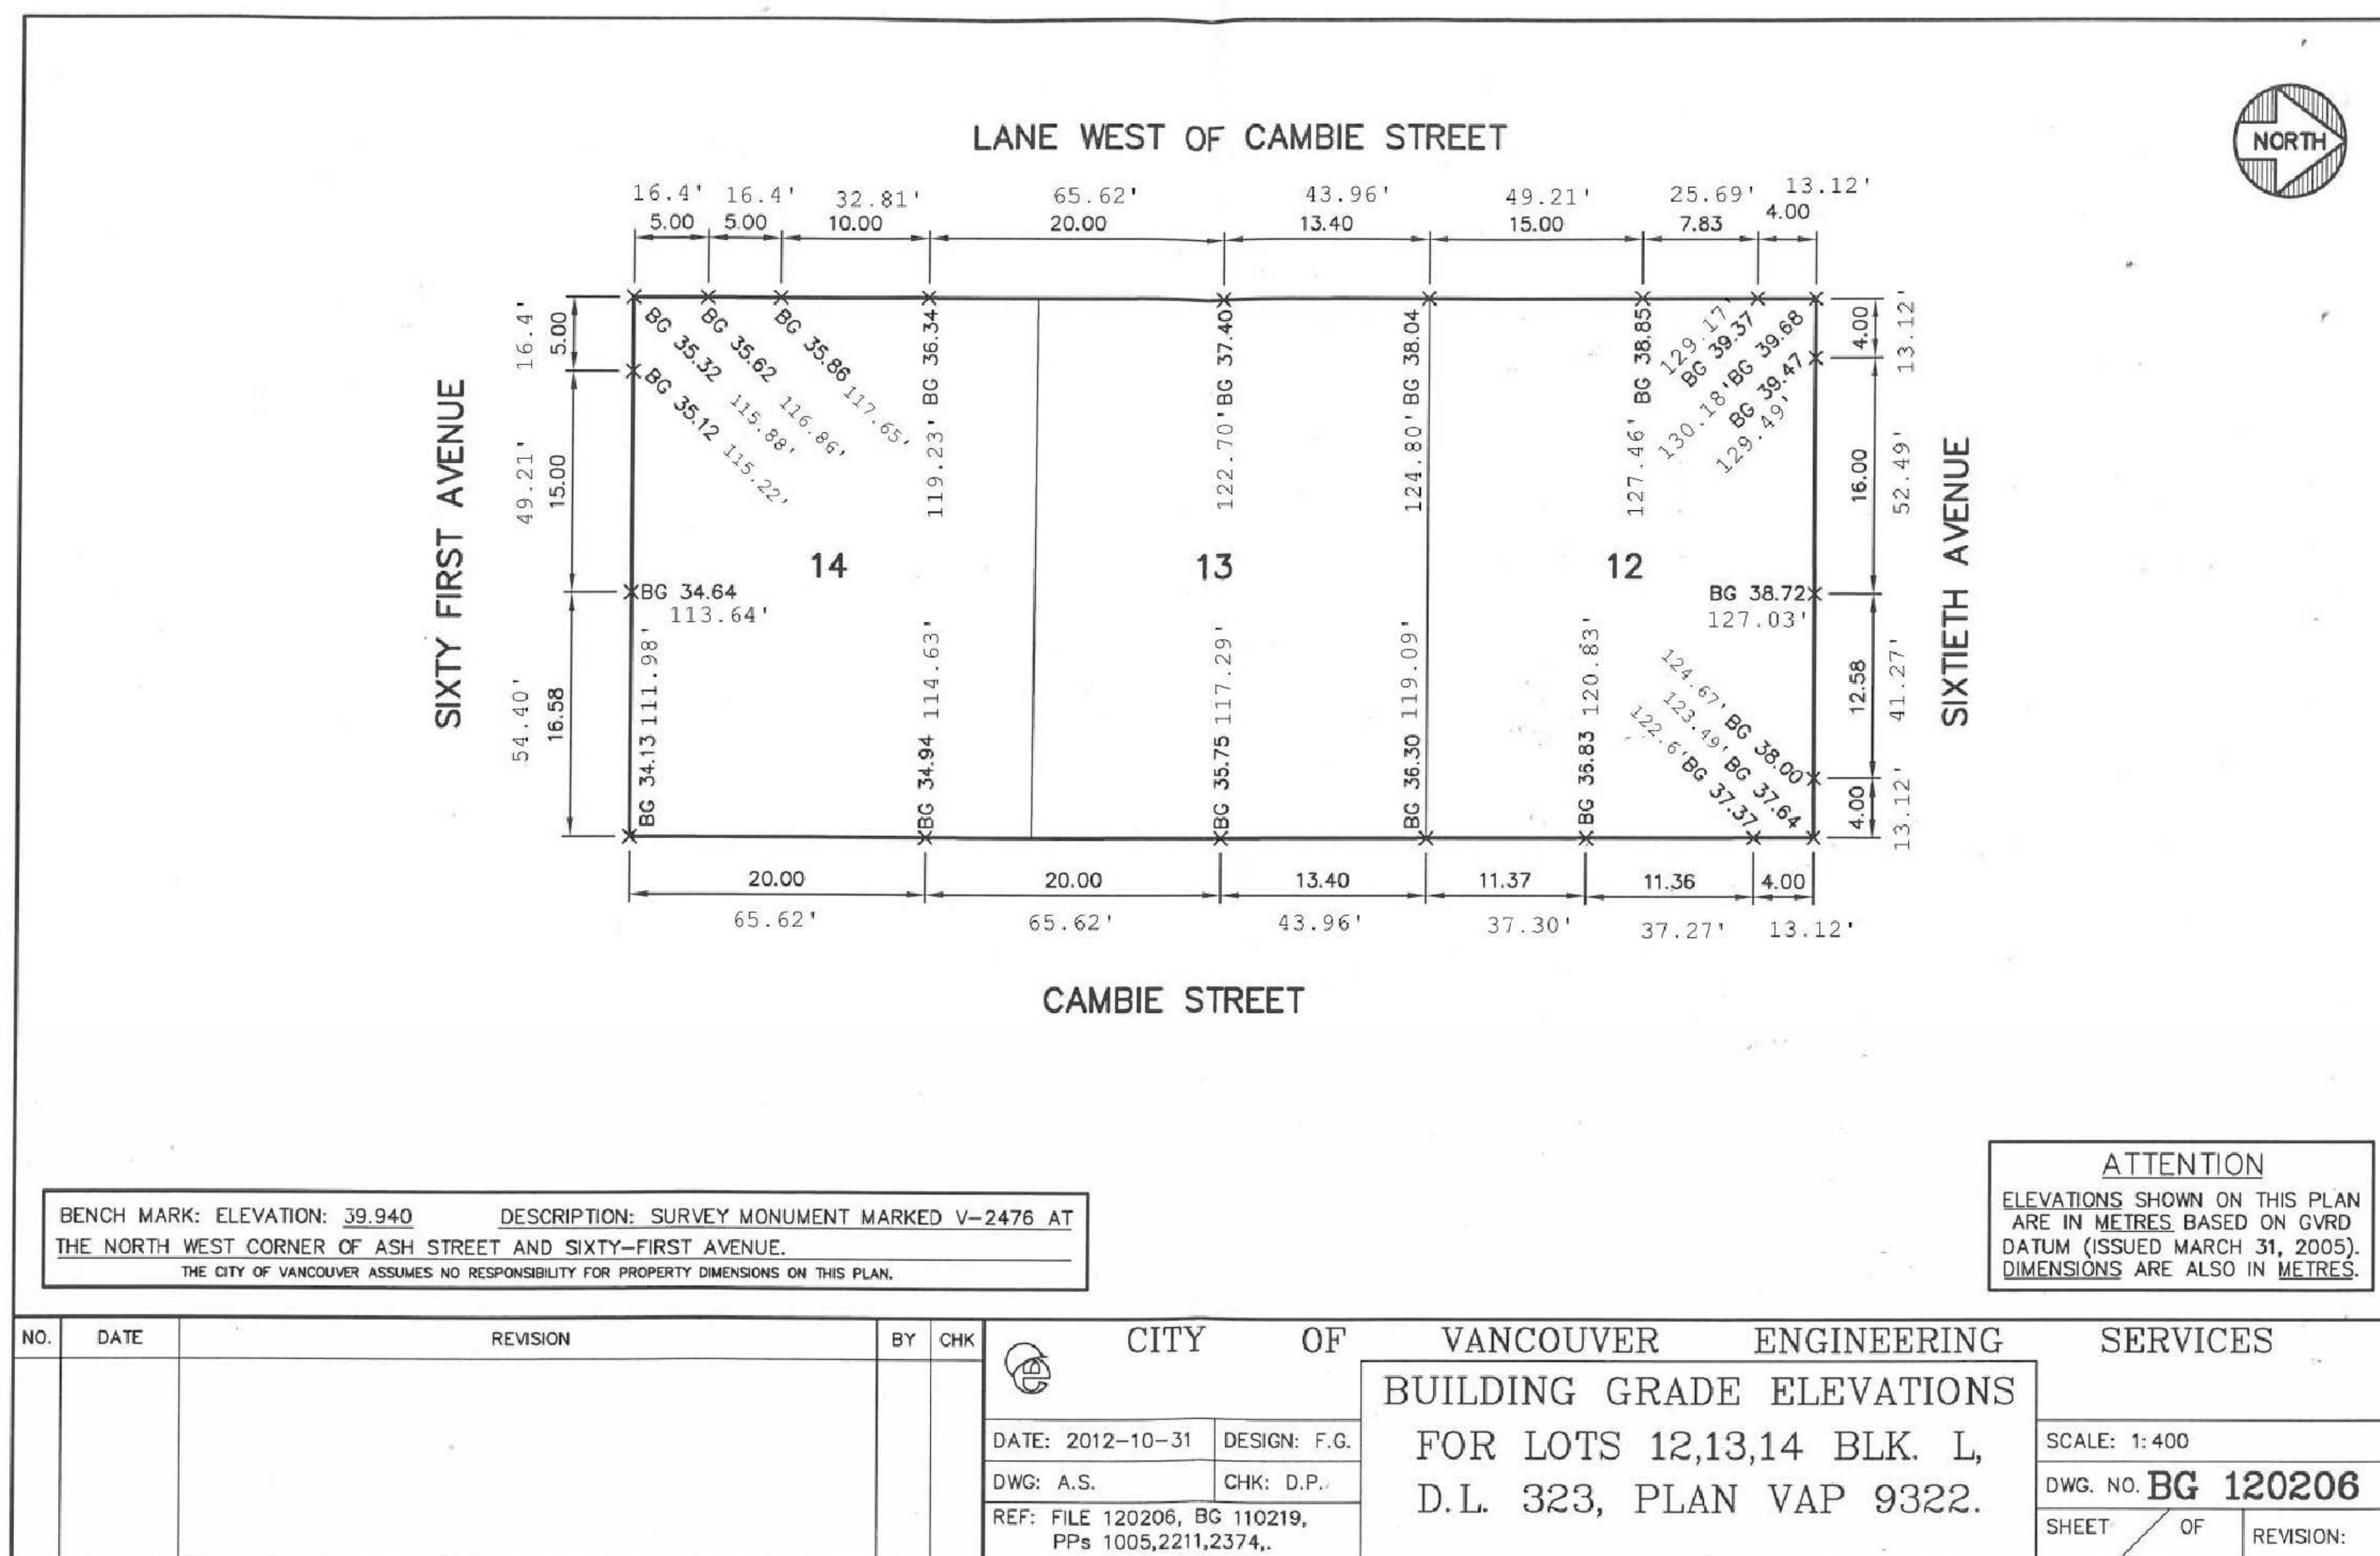 NORTH
LANE WEST OF CAMBIE STREET
16.4' 16.4' 32.81' 65.62' 43.96' 49.21' 25.69' 13.12'
5.00 5.00 10.00 20.00 13.40 15.00 7.83 4.00
SIXTY FIRST AVENUE
16.4' 5.00
49.21' 15.00
54.40' 16.58
BG 35.32 115.88'
BG 35.62 116.86'
BG 35.86 117.65'
BG 35.12 115.22'
119.23' BG 36.34
122.70' BG 37.40
124.80' BG 38.04
127.46' BG 38.85
129.17' BG 39.37
130.18' BG 39.68
BG 39.47
129.49'
4.00 13.12'
16.00 52.49'
12.58 41.27'
4.00 13.12'
SIXTIETH AVENUE
14
13
12
BG 34.64
113.64'
BG 38.72
127.03'
BG 34.13 111.98'
BG 34.94 114.63'
BG 35.75 117.29'
BG 36.30 119.09'
BG 36.83 120.83'
124.67' BG 38.00
123.49' BG 37.64
122.6' BG 37.37
20.00 20.00 13.40 11.37 11.36 4.00
65.62' 65.62' 43.96' 37.30' 37.27' 13.12'
CAMBIE STREET
ATTENTION
ELEVATIONS SHOWN ON THIS PLAN
ARE IN METRES BASED ON GVRD
DATUM (ISSUED MARCH 31, 2005).
DIMENSIONS ARE ALSO IN METRES.
BENCH MARK: ELEVATION: 39.940 DESCRIPTION: SURVEY MONUMENT MARKED V-2476 AT
THE NORTH WEST CORNER OF ASH STREET AND SIXTY-FIRST AVENUE.
THE CITY OF VANCOUVER ASSUMES NO RESPONSIBILITY FOR PROPERTY DIMENSIONS ON THIS PLAN.
NO. DATE REVISION BY CHK
CITY OF VANCOUVER ENGINEERING SERVICES
BUILDING GRADE ELEVATIONS
FOR LOTS 12,13,14 BLK. L,
D.L. 323, PLAN VAP 9322.
DATE: 2012-10-31 DESIGN: F.G.
DWG: A.S. CHK: D.P.
REF: FILE 120206, BG 110219,
PPs 1005,2211,2374,.
SCALE: 1:400
DWG. NO. BG 120206
SHEET OF REVISION: